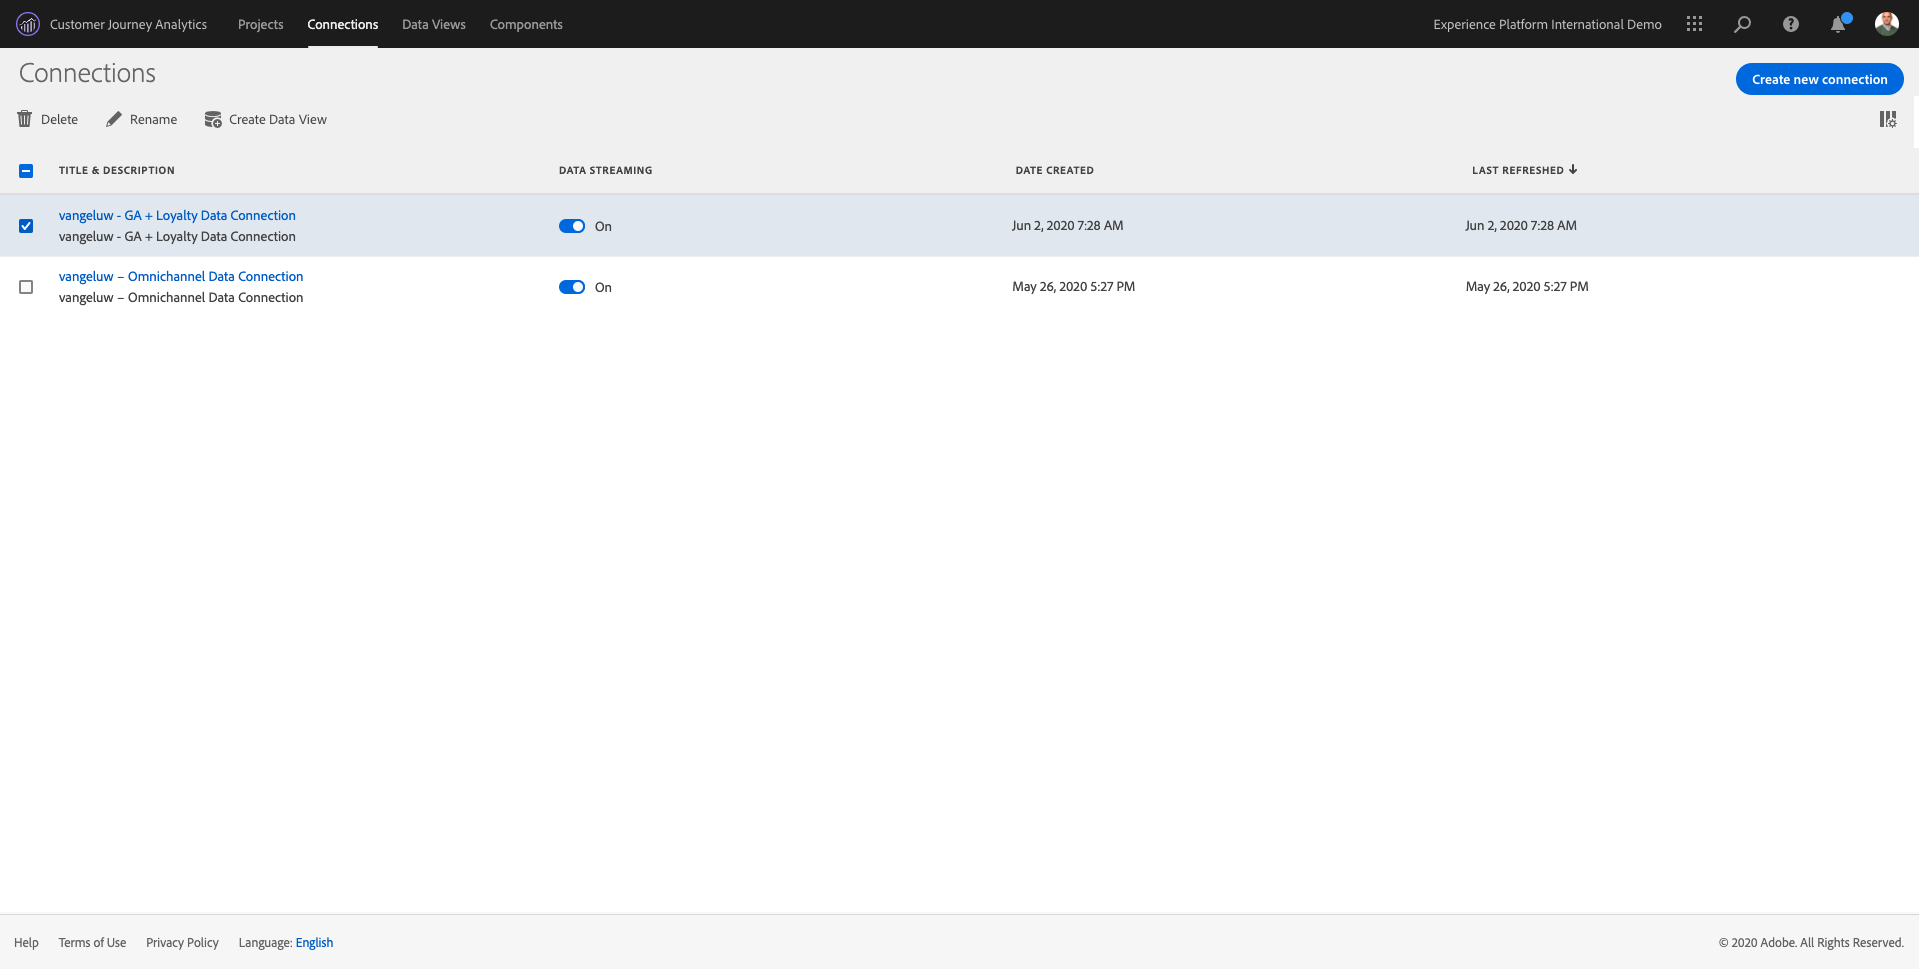 Customer Journey Analytics Projects Connections Data Views Components Experience Platform International Demo
Connections
Create new connection
Delete Rename Create Data View
TITLE & DESCRIPTION DATA STREAMING DATE CREATED LAST REFRESHED
vangeluw - GA + Loyalty Data Connection
vangeluw - GA + Loyalty Data Connection
On Jun 2, 2020 7:28 AM Jun 2, 2020 7:28 AM
vangeluw – Omnichannel Data Connection
vangeluw – Omnichannel Data Connection
On May 26, 2020 5:27 PM May 26, 2020 5:27 PM
Help Terms of Use Privacy Policy Language: English © 2020 Adobe. All Rights Reserved.